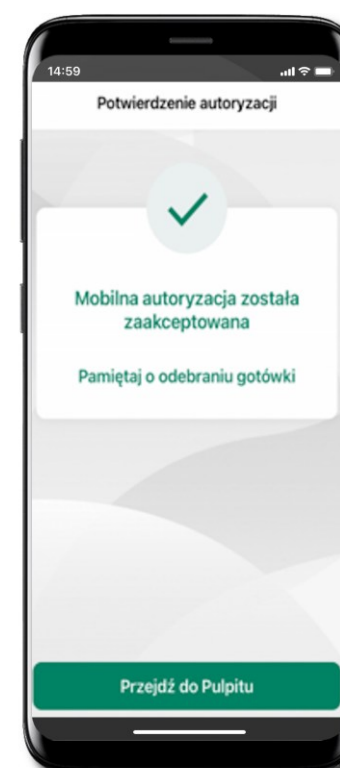 14:59
Potwierdzenie autoryzacji
Mobilna autoryzacja została
zaakceptowana
Pamiętaj o odebraniu gotówki
Przejdź do Pulpitu